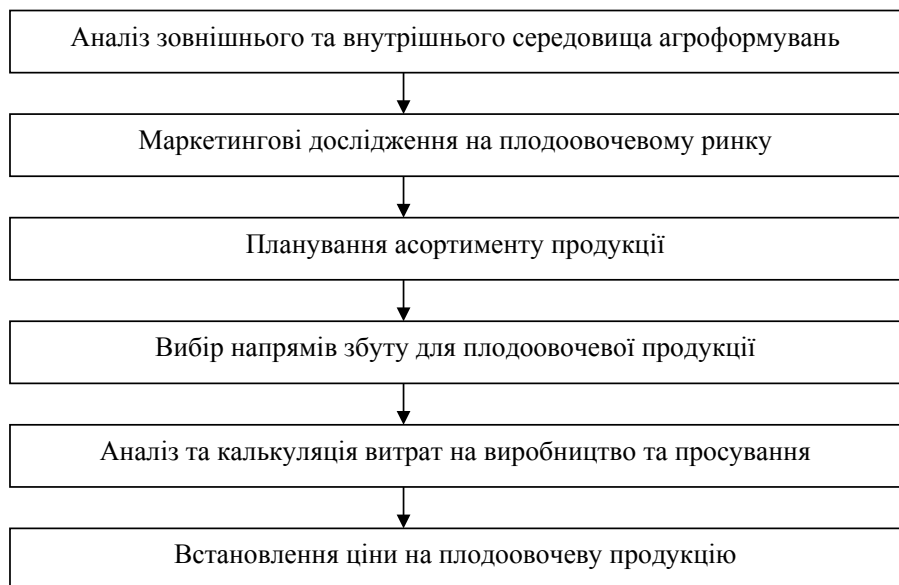 Аналіз зовнішнього та внутрішнього середовища агроформувань
Маркетингові дослідження на плодоовочевому ринку
Планування асортименту продукції
Вибір напрямів збуту для плодоовочевої продукції
Аналіз та калькуляція витрат на виробництво та просування
Встановлення ціни на плодоовочеву продукцію